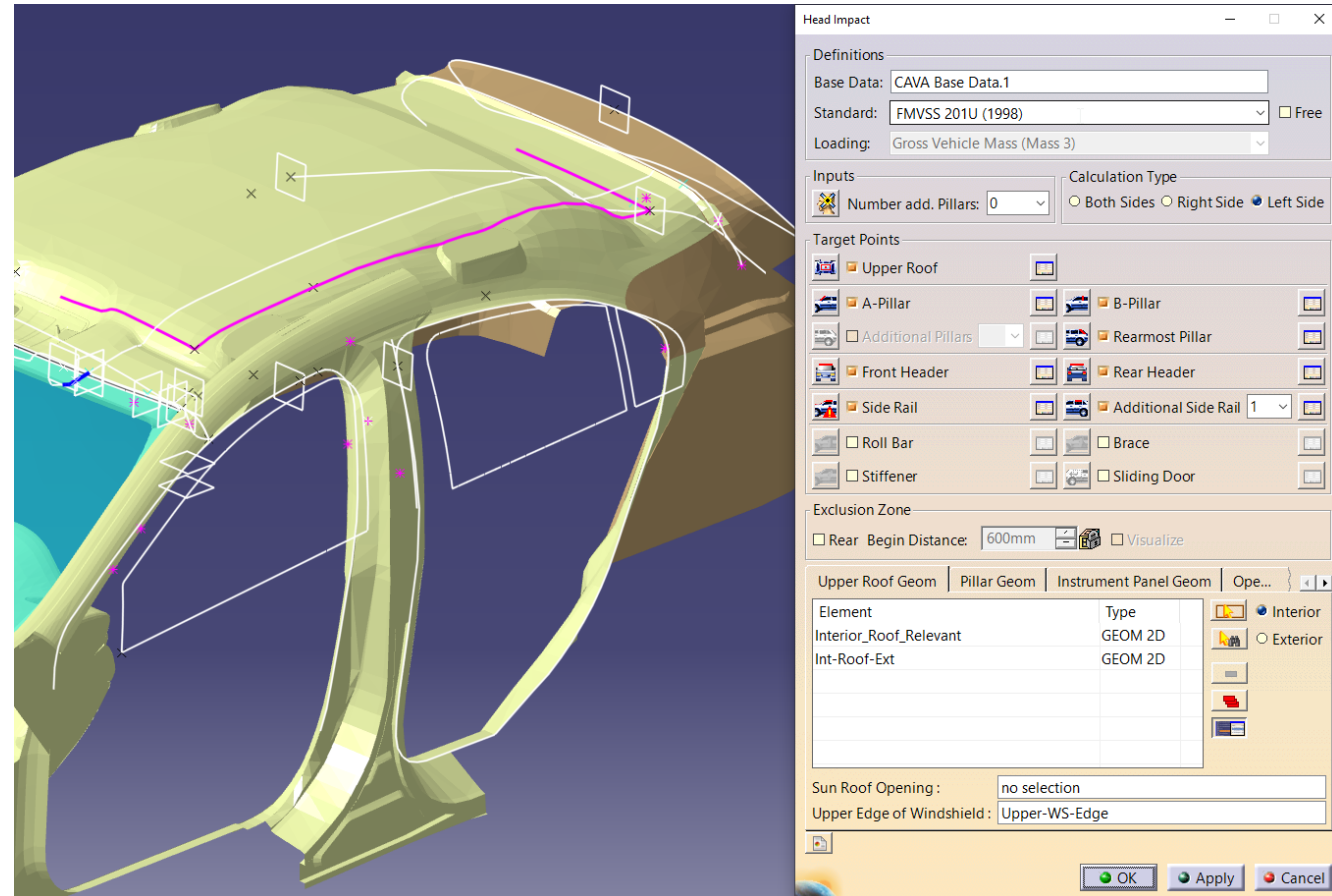 Head Impact
Definitions
Base Data: CAVA Base Data.1
Standard: FMVSS 201U (1998) Free
Loading: Gross Vehicle Mass (Mass 3)
Inputs
Number add. Pillars: 0
Calculation Type
Both Sides Right Side Left Side
Target Points
Upper Roof
A-Pillar B-Pillar
Additional Pillars Rearmost Pillar
Front Header Rear Header
Side Rail Additional Side Rail 1
Roll Bar Brace
Stiffener Sliding Door
Exclusion Zone
Rear Begin Distance: 600mm Visualize
Upper Roof Geom Pillar Geom Instrument Panel Geom Ope...
Element Type
Interior_Roof_Relevant GEOM 2D
Int-Roof-Ext GEOM 2D
Interior
Exterior
Sun Roof Opening : no selection
Upper Edge of Windshield : Upper-WS-Edge
OK Apply Cancel